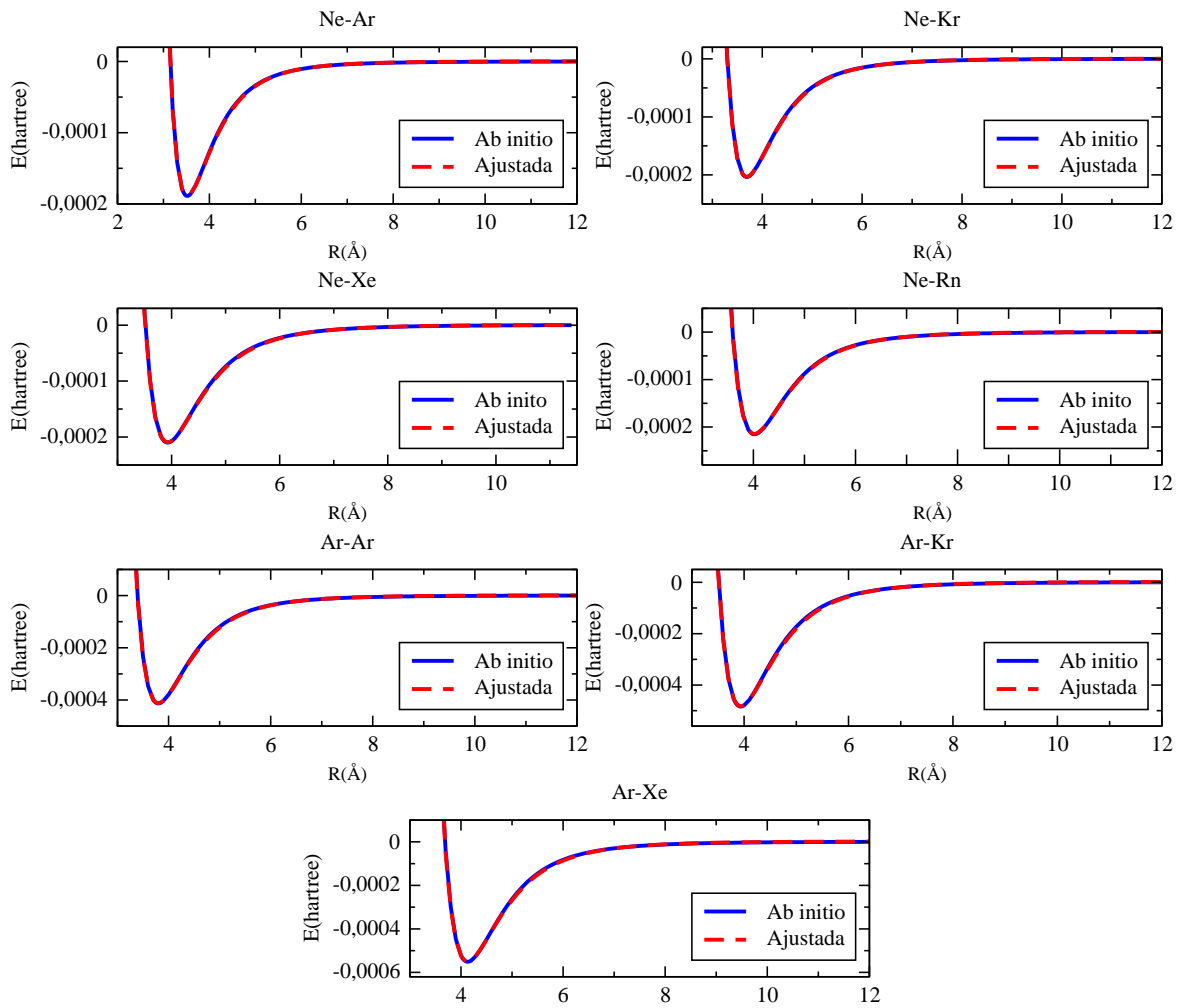 Ne-Ar
0
-0,0001
-0,0002
E(hartree)
Ab initio
Ajustada
2 4 6 8 10 12
R(Å)
Ne-Kr
0
-0,0001
-0,0002
E(hartree)
Ab initio
Ajustada
4 6 8 10 12
R(Å)
Ne-Xe
0
-0,0001
-0,0002
E(hartree)
Ab inito
Ajustada
4 6 8 10
R(Å)
Ne-Rn
0
-0,0001
-0,0002
E(hartree)
Ab inito
Ajustada
4 6 8 10 12
R(Å)
Ar-Ar
0
-0,0002
-0,0004
E(hartree)
Ab initio
Ajustada
4 6 8 10 12
R(Å)
Ar-Kr
0
-0,0002
-0,0004
E(hartree)
Ab initio
Ajustada
4 6 8 10 12
R(Å)
Ar-Xe
0
-0,0002
-0,0004
-0,0006
E(hartree)
Ab initio
Ajustada
4 6 8 10 12